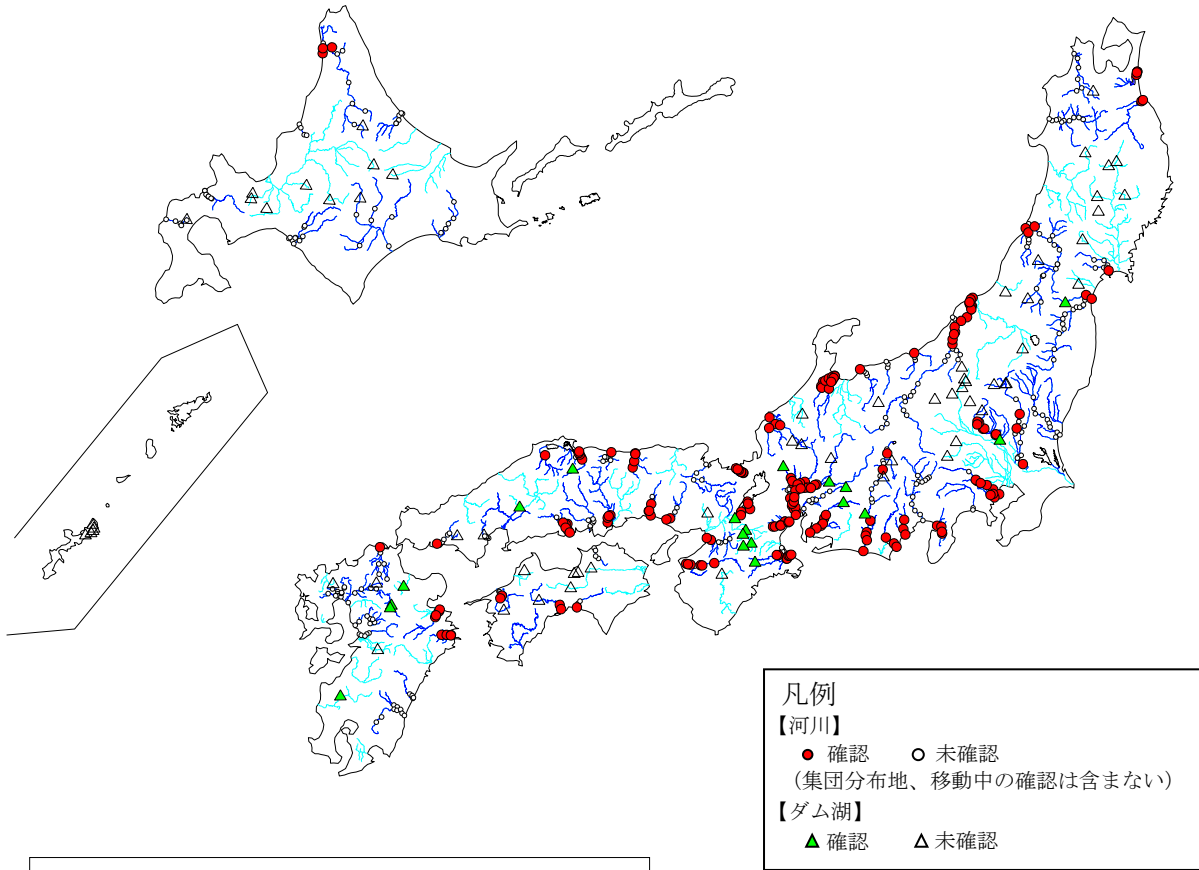 凡例
【河川】
確認 未確認
（集団分布地、移動中の確認は含まない）
【ダム湖】
確認 未確認